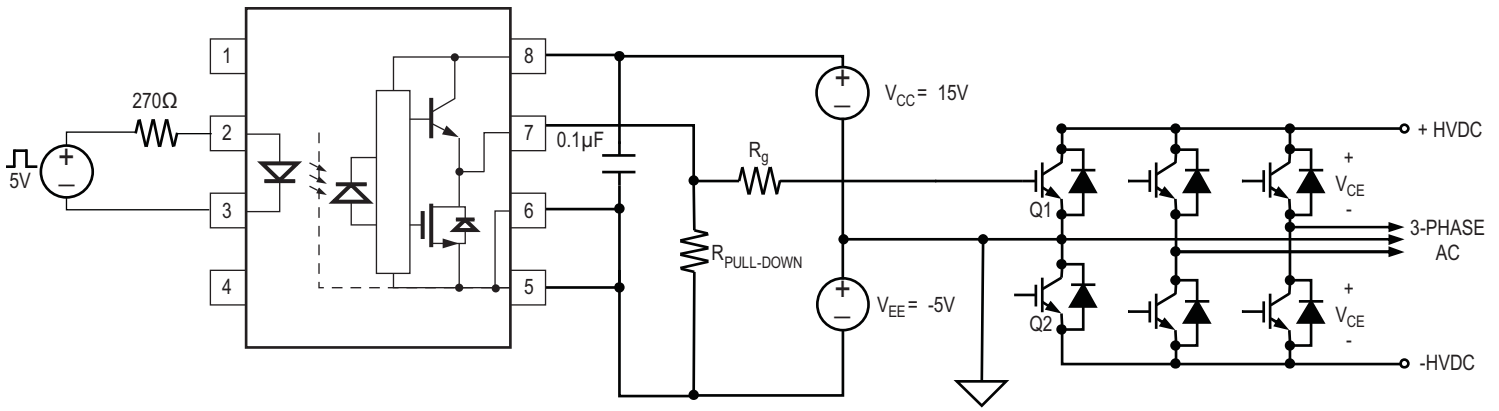 1
8
270Ω
V_CC = 15V
+ HVDC
2
7
0.1µF
R_g
5V
Q1
+
V_CE
-
3
6
3-PHASE
AC
R_PULL-DOWN
4
5
V_EE = -5V
Q2
+
V_CE
-
-HVDC